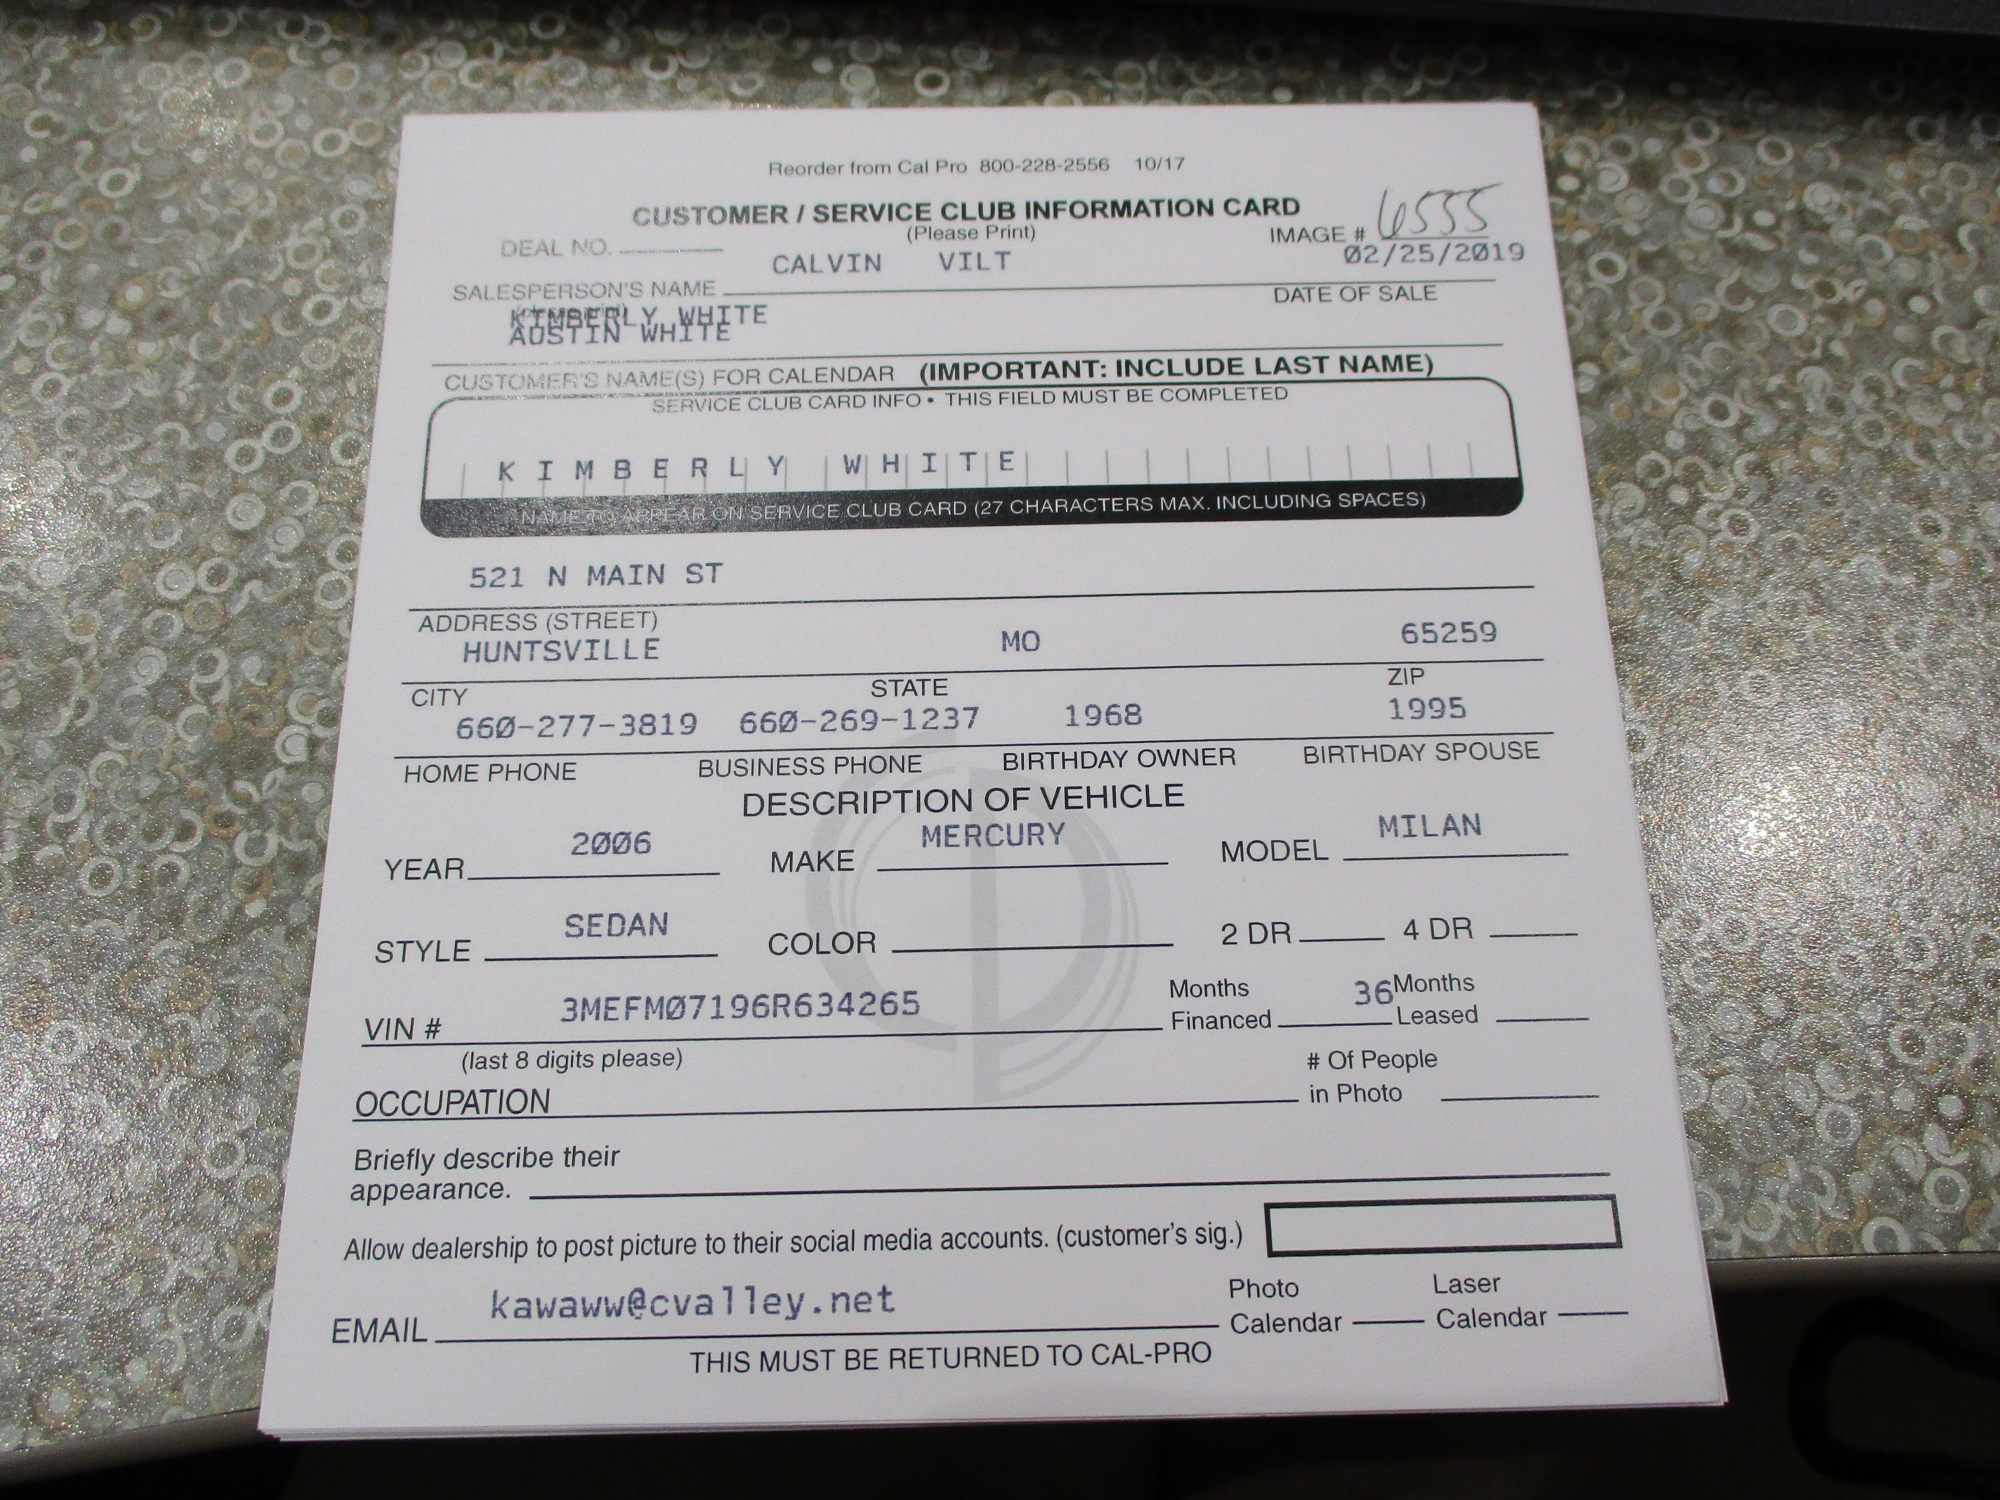 Reorder from Cal Pro 800-228-2556 10/17
CUSTOMER / SERVICE CLUB INFORMATION CARD
(Please Print)
IMAGE # 6555
DEAL NO.
CALVIN VILT 02/25/2019
SALESPERSON'S NAME DATE OF SALE
(please print)
KIMBERLY WHITE
AUSTIN WHITE
CUSTOMER'S NAME(S) FOR CALENDAR (IMPORTANT: INCLUDE LAST NAME)
SERVICE CLUB CARD INFO • THIS FIELD MUST BE COMPLETED
KIMBERLY WHITE
NAME TO APPEAR ON SERVICE CLUB CARD (27 CHARACTERS MAX. INCLUDING SPACES)
521 N MAIN ST
ADDRESS (STREET)
HUNTSVILLE MO 65259
CITY STATE ZIP
660-277-3819 660-269-1237 1968 1995
HOME PHONE BUSINESS PHONE BIRTHDAY OWNER BIRTHDAY SPOUSE
DESCRIPTION OF VEHICLE
YEAR 2006 MAKE MERCURY MODEL MILAN
STYLE SEDAN COLOR 2 DR 4 DR
VIN # 3MEFM07196R634265 Months Financed 36 Months Leased
(last 8 digits please)
OCCUPATION # Of People in Photo
Briefly describe their
appearance.
Allow dealership to post picture to their social media accounts. (customer's sig.)
EMAIL kawaww@cvalley.net Photo Calendar Laser Calendar
THIS MUST BE RETURNED TO CAL-PRO